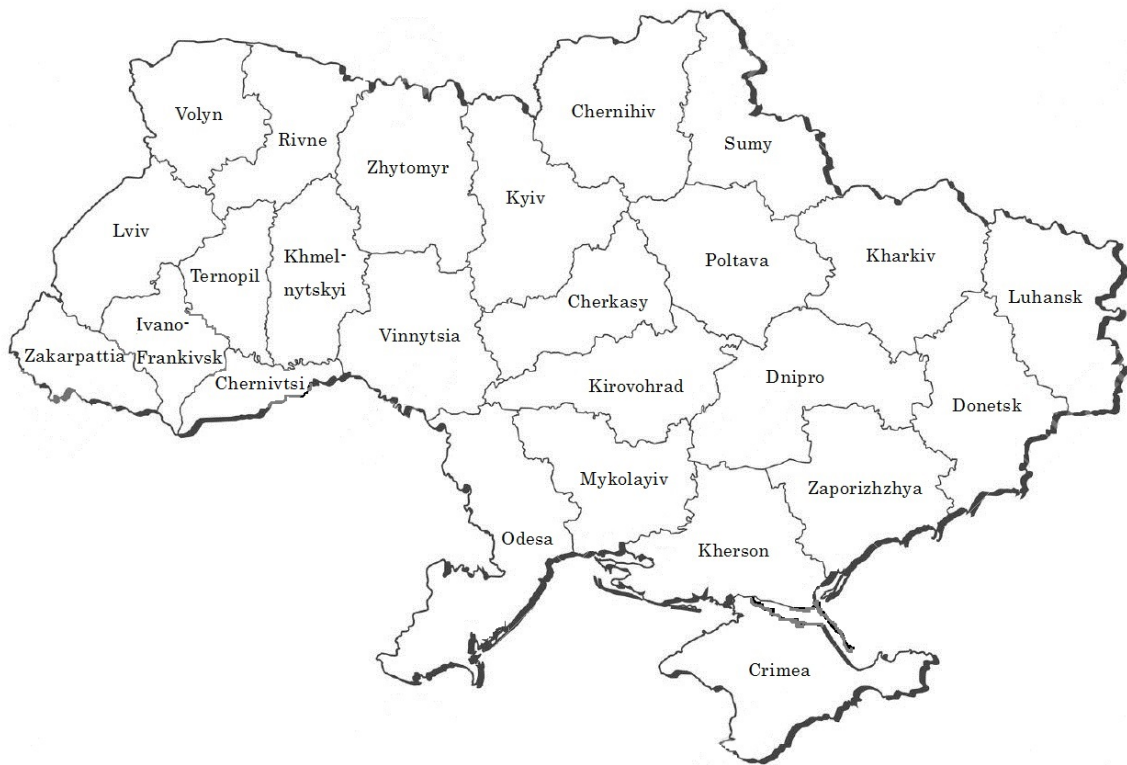 Volyn
Rivne
Chernihiv
Sumy
Zhytomyr
Kyiv
Lviv
Ternopil
Khmel-
nytskyi
Poltava
Kharkiv
Luhansk
Cherkasy
Ivano-
Frankivsk
Zakarpattia
Vinnytsia
Chernivtsi
Kirovohrad
Dnipro
Donetsk
Mykolayiv
Zaporizhzhya
Odesa
Kherson
Crimea